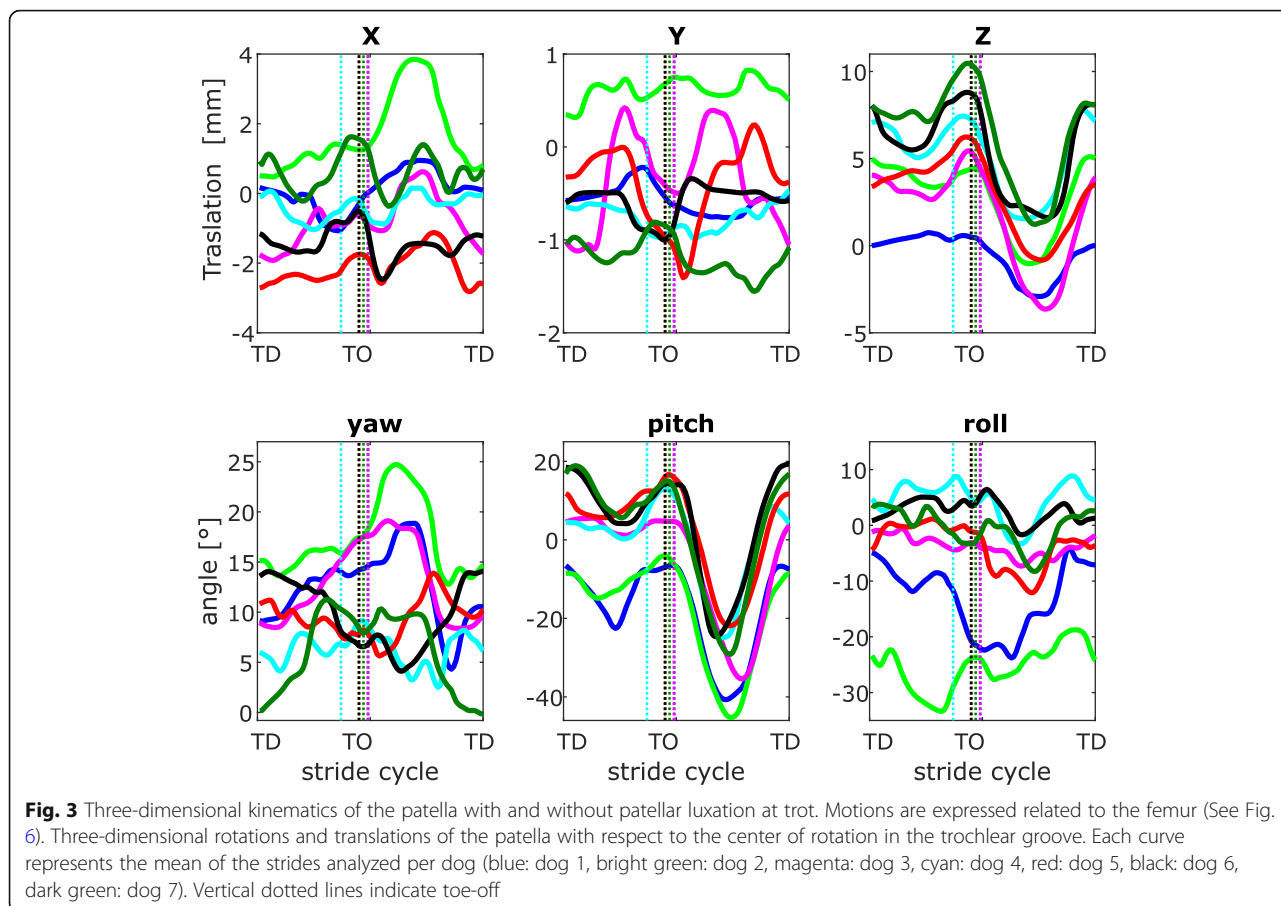 X
Y
Z
4
2
0
-2
-4
Traslation [mm]
TD TO TD
1
0
-1
-2
TD TO TD
10
5
0
-5
TD TO TD
yaw
pitch
roll
25
20
15
10
5
0
angle [°]
TD TO TD
stride cycle
20
0
-20
-40
TD TO TD
stride cycle
10
0
-10
-20
-30
TD TO TD
stride cycle
Fig. 3 Three-dimensional kinematics of the patella with and without patellar luxation at trot. Motions are expressed related to the femur (See Fig.
6). Three-dimensional rotations and translations of the patella with respect to the center of rotation in the trochlear groove. Each curve
represents the mean of the strides analyzed per dog (blue: dog 1, bright green: dog 2, magenta: dog 3, cyan: dog 4, red: dog 5, black: dog 6,
dark green: dog 7). Vertical dotted lines indicate toe-off